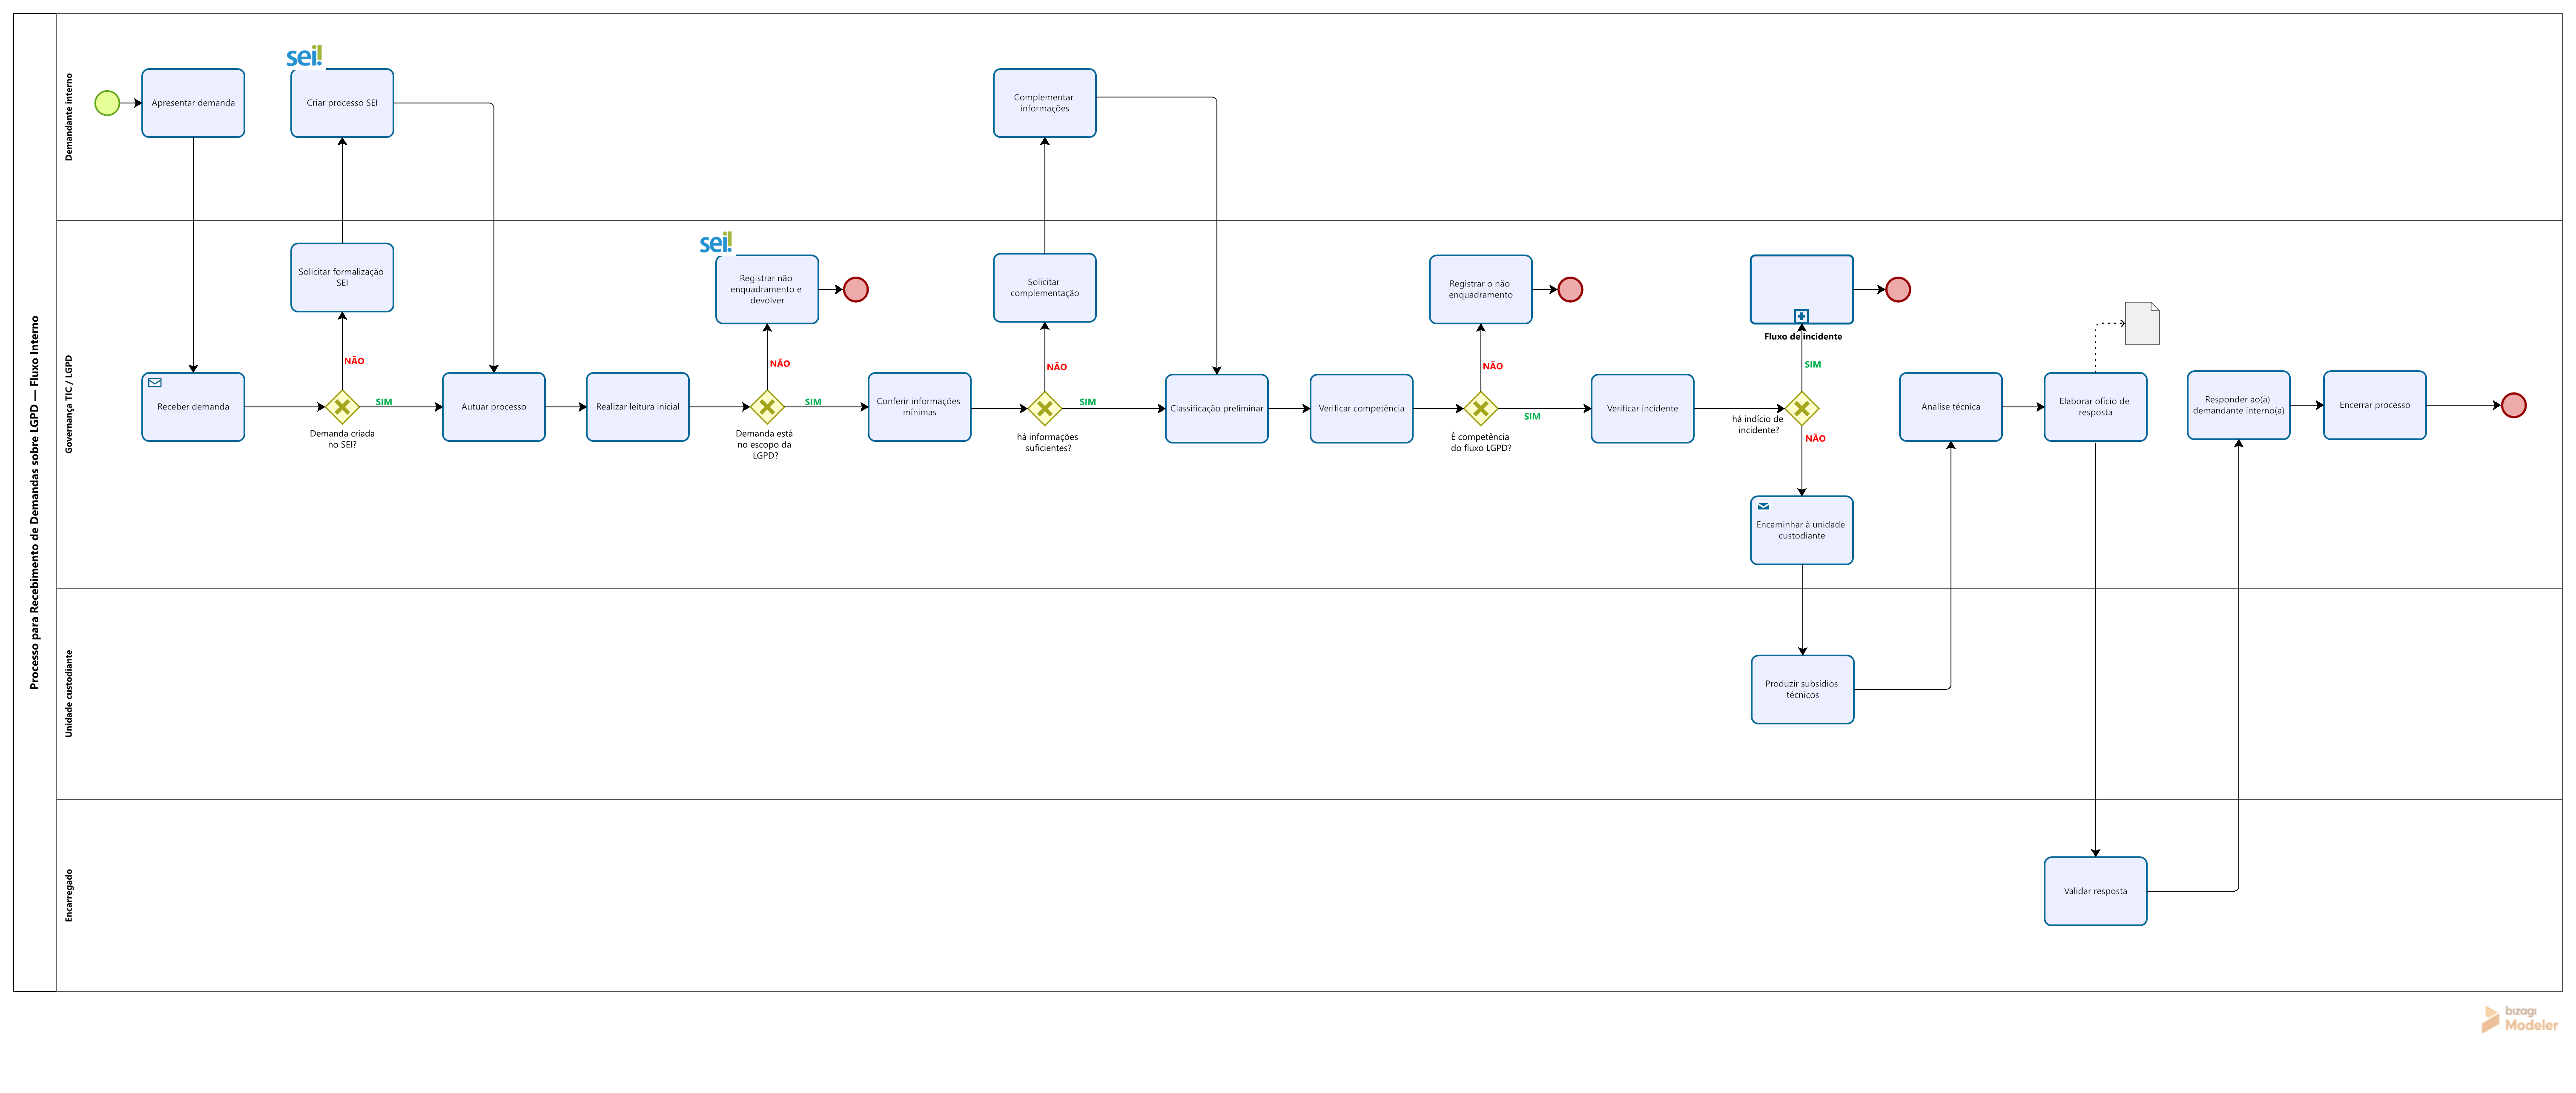 Processo para Recebimento de Demandas sobre LGPD — Fluxo Interno
Demandante interno
sei!
Apresentar demanda
Criar processo SEI
Complementar
informações
Governança TIC / LGPD
Solicitar formalização
SEI
sei!
Registrar não
enquadramento e
devolver
Solicitar
complementação
Registrar o não
enquadramento
Fluxo de incidente
NÃO
NÃO
NÃO
NÃO
SIM
Receber demanda
SIM
Demanda criada
no SEI?
Autuar processo
Realizar leitura inicial
SIM
Demanda está
no escopo da
LGPD?
Conferir informações
mínimas
SIM
há informações
suficientes?
Classificação preliminar
Verificar competência
SIM
É competência
do fluxo LGPD?
Verificar incidente
há indício de
incidente?
NÃO
Análise técnica
Elaborar ofício de
resposta
Responder ao(à)
demandante interno(a)
Encerrar processo
Encaminhar à unidade
custodiante
Unidade custodiante
Produzir subsídios
técnicos
Encarregado
Validar resposta
bizagi
Modeler